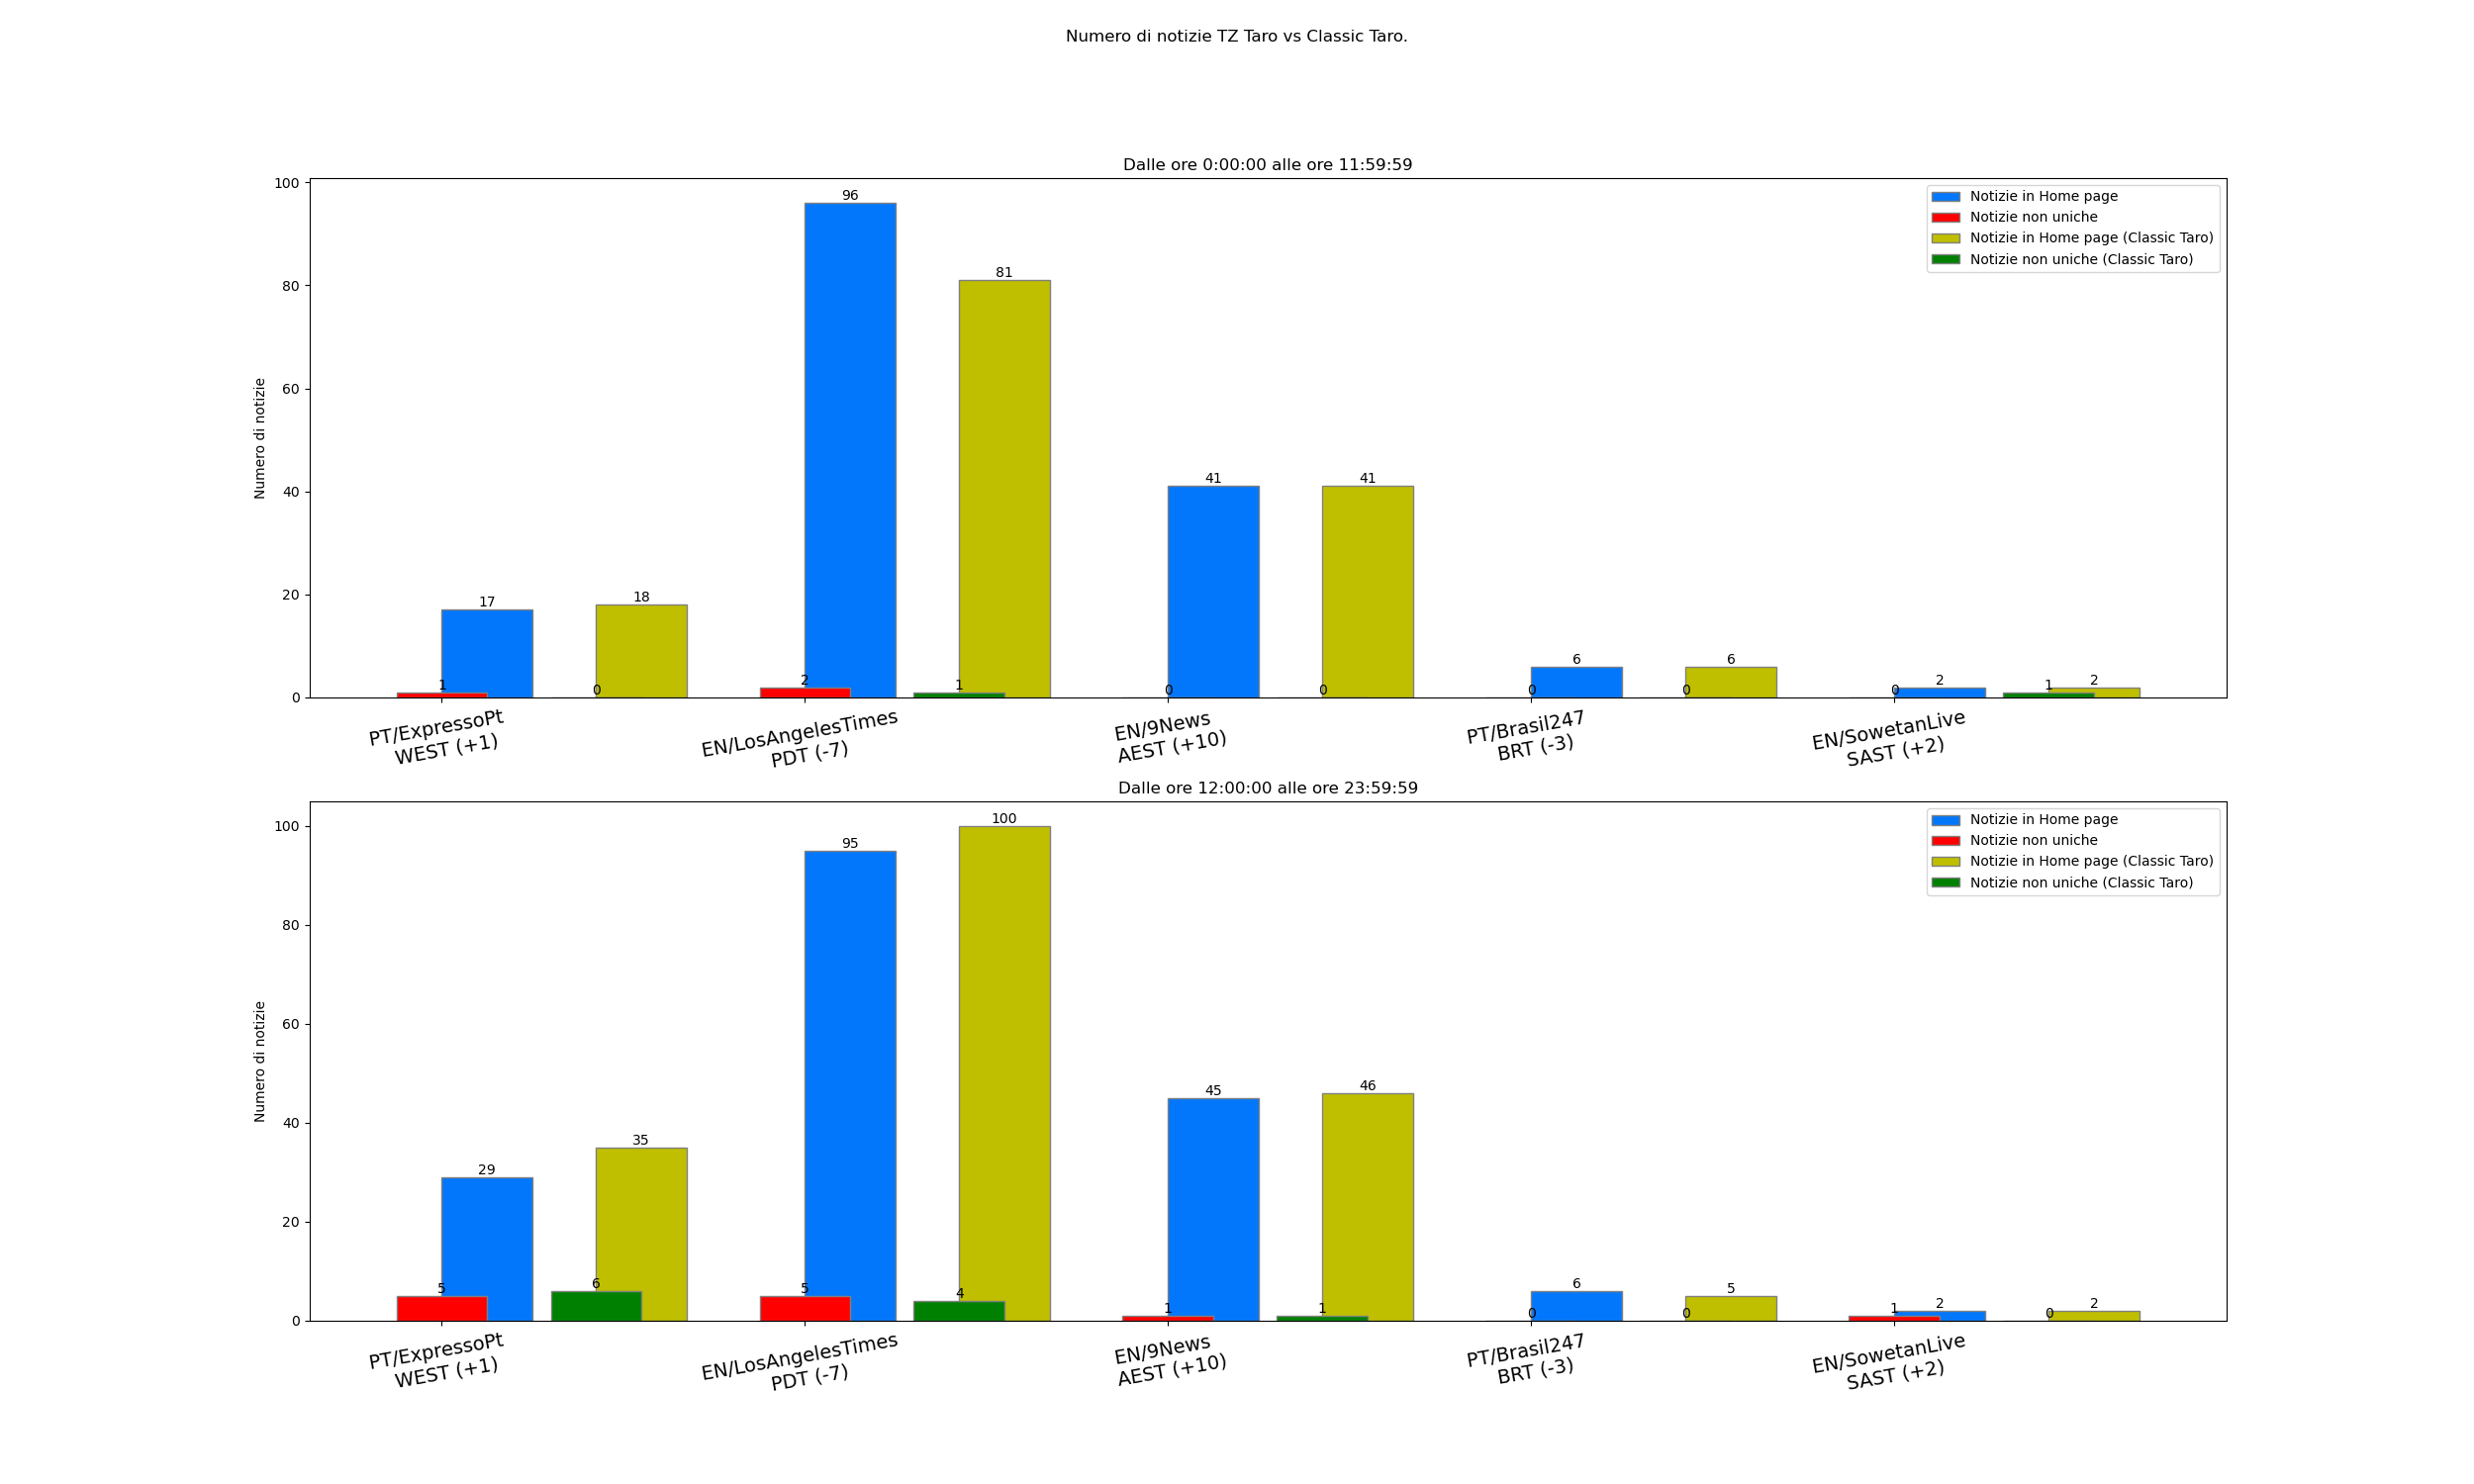 Numero di notizie TZ Taro vs Classic Taro.
Dalle ore 0:00:00 alle ore 11:59:59
Numero di notizie
100
80
60
40
20
0
Notizie in Home page
Notizie non uniche
Notizie in Home page (Classic Taro)
Notizie non uniche (Classic Taro)
1
17
0
18
2
96
1
81
0
41
0
41
0
6
0
6
0
2
1
2
PT/ExpressoPt
WEST (+1)
EN/LosAngelesTimes
PDT (-7)
EN/9News
AEST (+10)
PT/Brasil247
BRT (-3)
EN/SowetanLive
SAST (+2)
Dalle ore 12:00:00 alle ore 23:59:59
Numero di notizie
100
80
60
40
20
0
Notizie in Home page
Notizie non uniche
Notizie in Home page (Classic Taro)
Notizie non uniche (Classic Taro)
5
29
6
35
5
95
4
100
1
45
1
46
0
6
0
5
1
2
0
2
PT/ExpressoPt
WEST (+1)
EN/LosAngelesTimes
PDT (-7)
EN/9News
AEST (+10)
PT/Brasil247
BRT (-3)
EN/SowetanLive
SAST (+2)